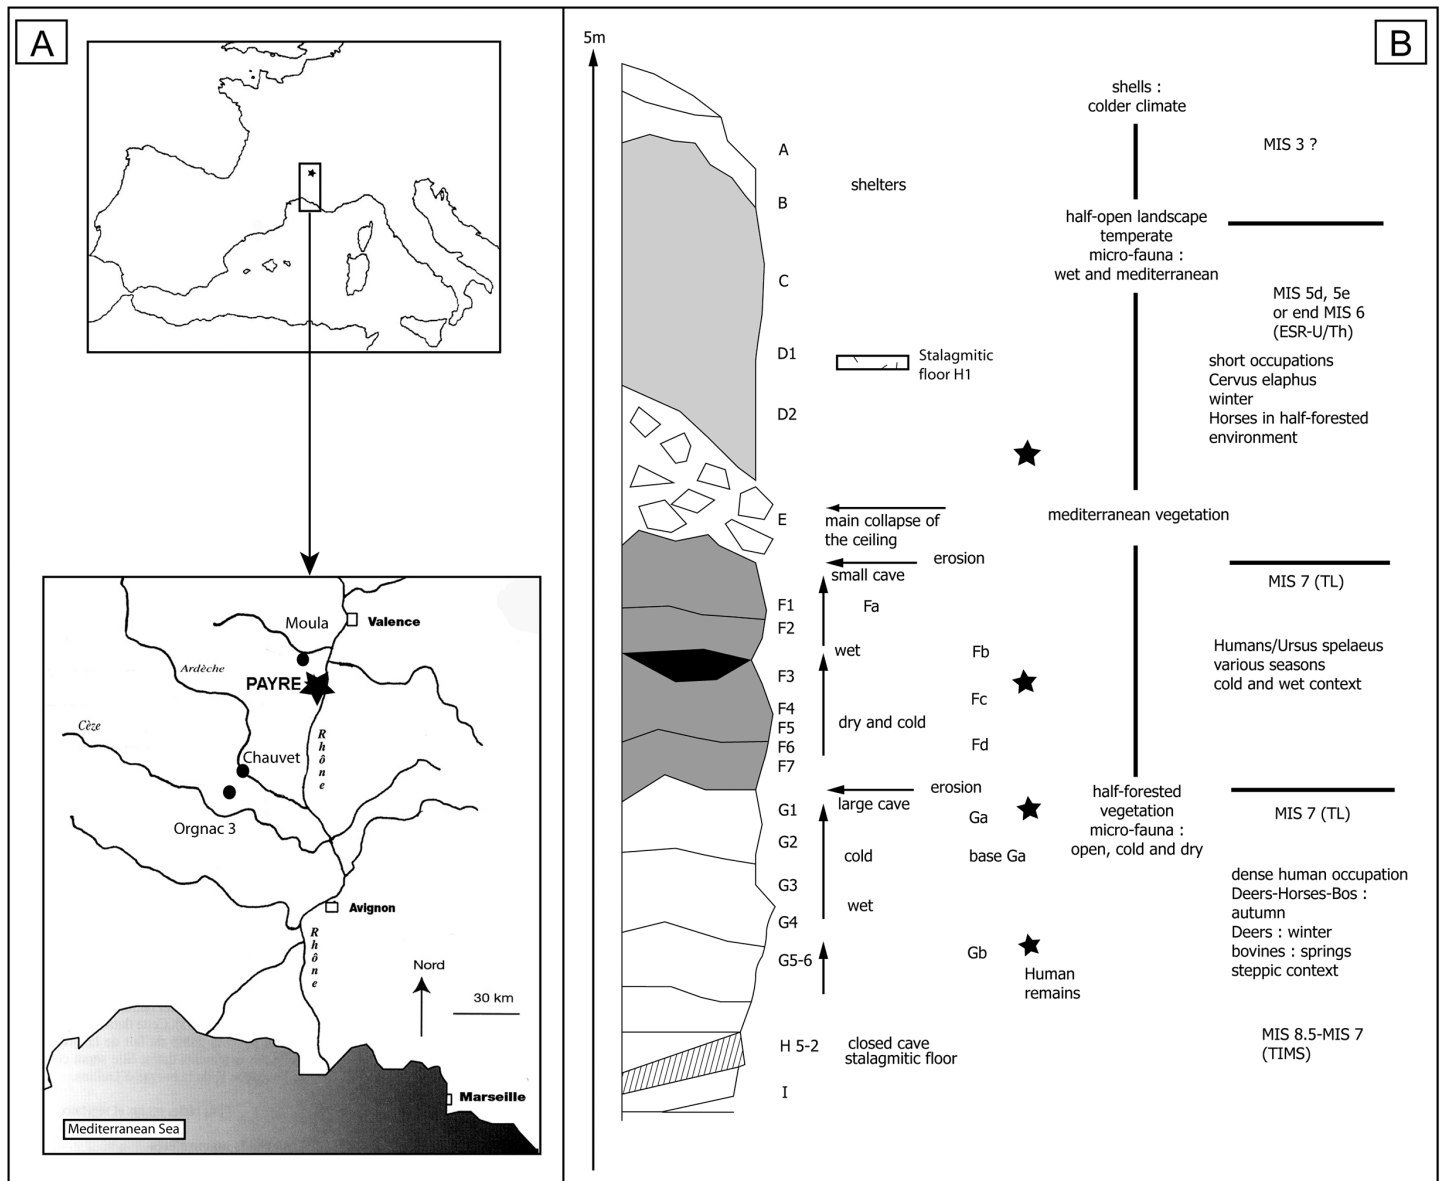 A
Moula
Valence
Ardèche
PAYRE
Cèze
Rhône
Chauvet
Orgnac 3
Avignon
Rhône
Nord
30 km
Marseille
Mediterranean Sea
B
5m
shells :
colder climate
A
MIS 3 ?
shelters
B
half-open landscape
temperate
micro-fauna :
wet and mediterranean
C
MIS 5d, 5e
or end MIS 6
(ESR-U/Th)
D1
Stalagmitic
floor H1
short occupations
Cervus elaphus
winter
Horses in half-forested
environment
D2
E
main collapse of
the ceiling
mediterranean vegetation
erosion
small cave
MIS 7 (TL)
F1
Fa
F2
wet
Fb
Humans/Ursus spelaeus
various seasons
cold and wet context
F3
Fc
F4
dry and cold
F5
F6
Fd
F7
erosion
large cave
half-forested
vegetation
micro-fauna :
open, cold and dry
G1
Ga
MIS 7 (TL)
G2
cold
base Ga
G3
wet
dense human occupation
Deers-Horses-Bos :
autumn
Deers : winter
bovines : springs
steppic context
G4
G5-6
Gb
Human
remains
H 5-2
closed cave
stalagmitic floor
MIS 8.5-MIS 7
(TIMS)
I